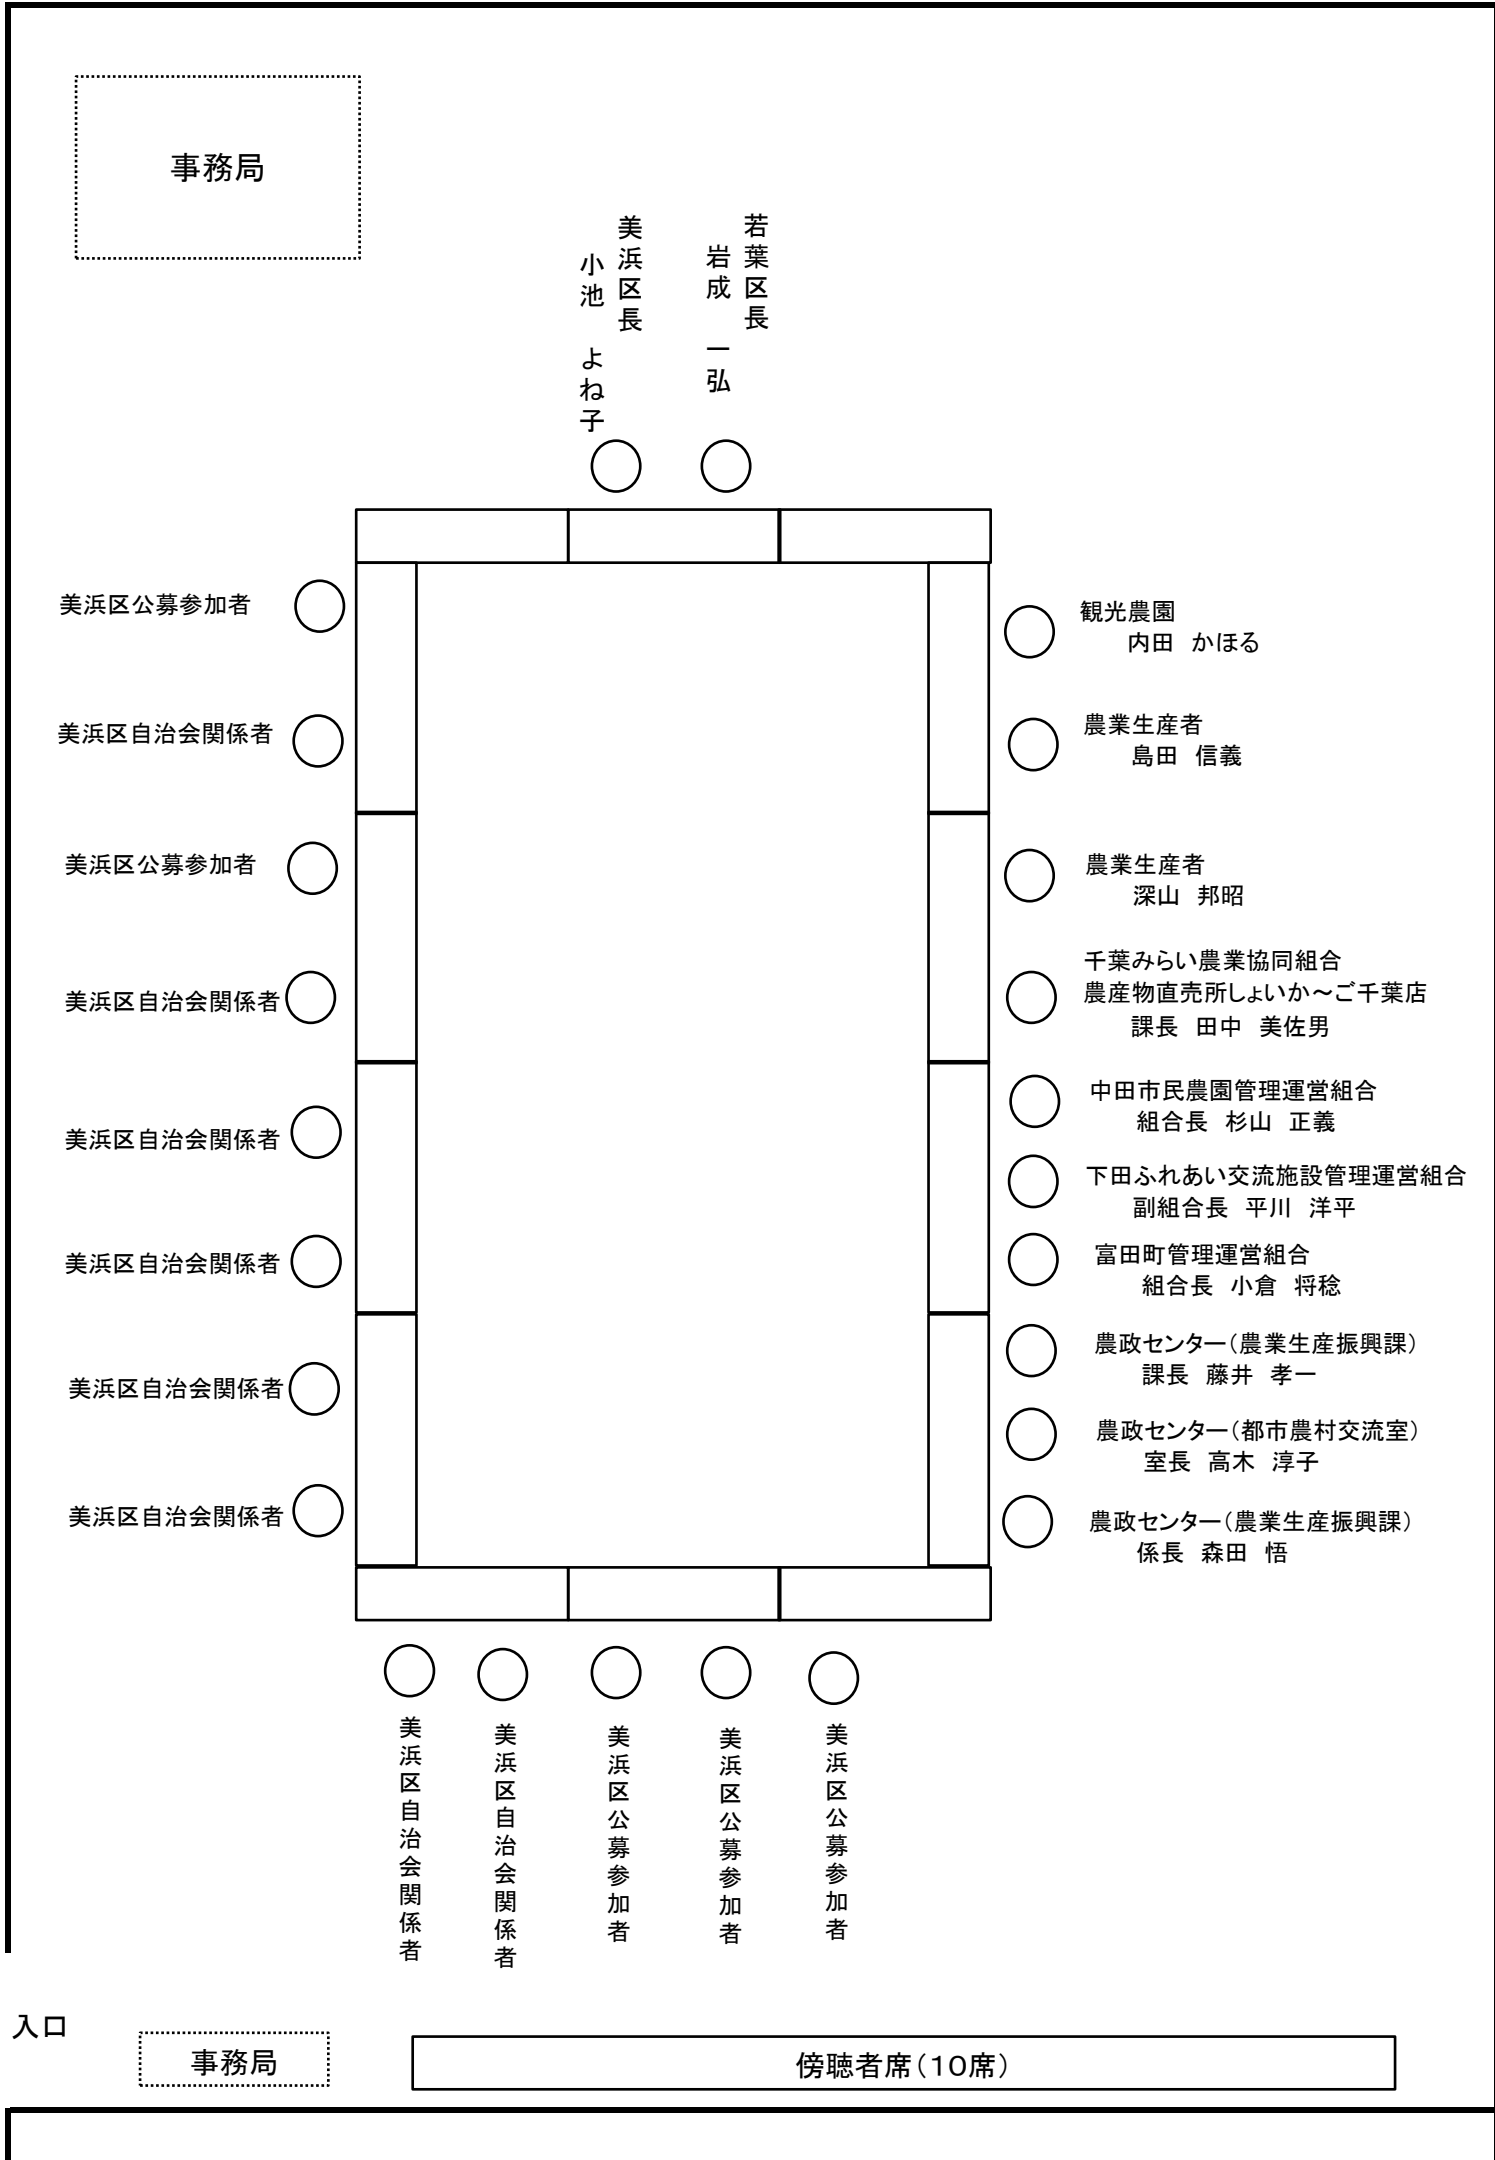 事務局
若葉区長
岩成　一弘
美浜区長
小池　よね子
美浜区公募参加者
美浜区自治会関係者
美浜区公募参加者
美浜区自治会関係者
美浜区自治会関係者
美浜区自治会関係者
美浜区自治会関係者
美浜区自治会関係者
観光農園
内田　かほる
農業生産者
島田　信義
農業生産者
深山　邦昭
千葉みらい農業協同組合
農産物直売所しょいか～ご千葉店
課長　田中　美佐男
中田市民農園管理運営組合
組合長　杉山　正義
下田ふれあい交流施設管理運営組合
副組合長　平川　洋平
富田町管理運営組合
組合長　小倉　将稔
農政センター（農業生産振興課）
課長　藤井　孝一
農政センター（都市農村交流室）
室長　高木　淳子
農政センター（農業生産振興課）
係長　森田　悟
美浜区自治会関係者
美浜区自治会関係者
美浜区公募参加者
美浜区公募参加者
美浜区公募参加者
入口
事務局
傍聴者席（１０席）